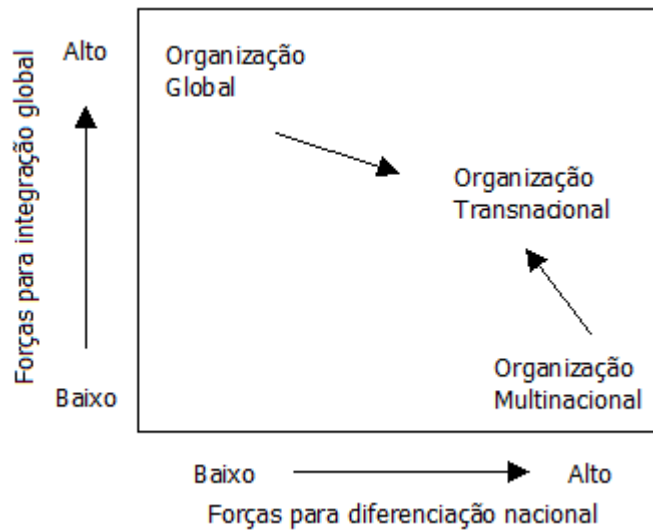 Forças para integração global
Alto
Baixo
Organização
Global
Organização
Transnacional
Organização
Multinacional
Baixo
Alto
Forças para diferenciação nacional